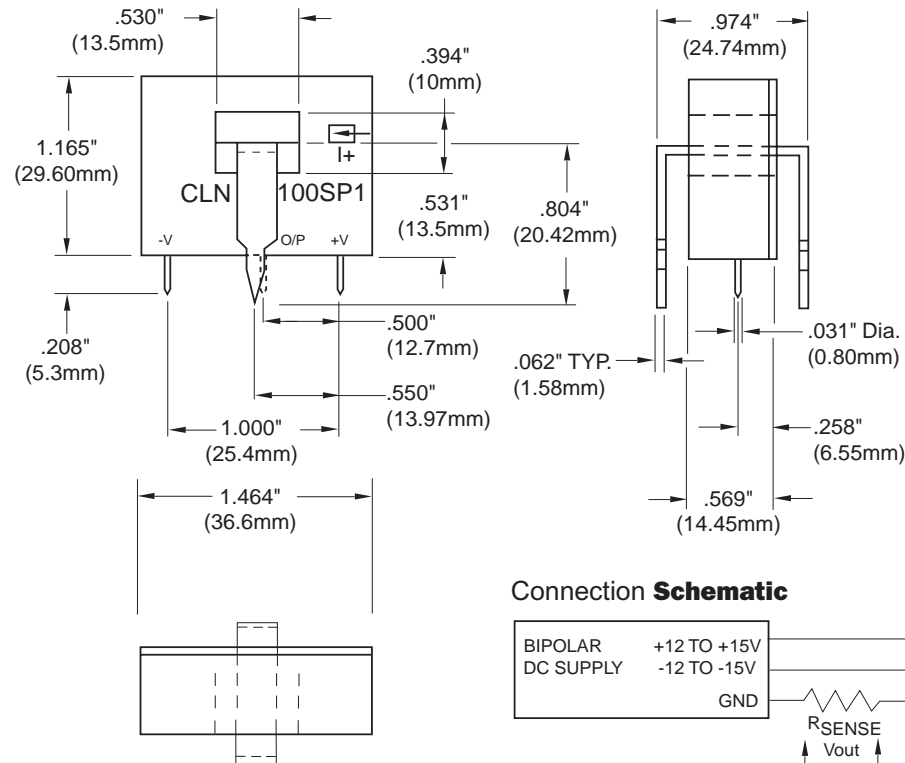 .530"
(13.5mm)
.394"
(10mm)
1.165"
(29.60mm)
I+
CLN 100SP1
-V O/P +V
.531"
(13.5mm)
.804"
(20.42mm)
.208"
(5.3mm)
.500"
(12.7mm)
.550"
(13.97mm)
1.000"
(25.4mm)
.974"
(24.74mm)
.062" TYP.
(1.58mm)
.031" Dia.
(0.80mm)
.258"
(6.55mm)
.569"
(14.45mm)
1.464"
(36.6mm)
Connection Schematic
BIPOLAR +12 TO +15V
DC SUPPLY -12 TO -15V
GND
RSENSE
Vout